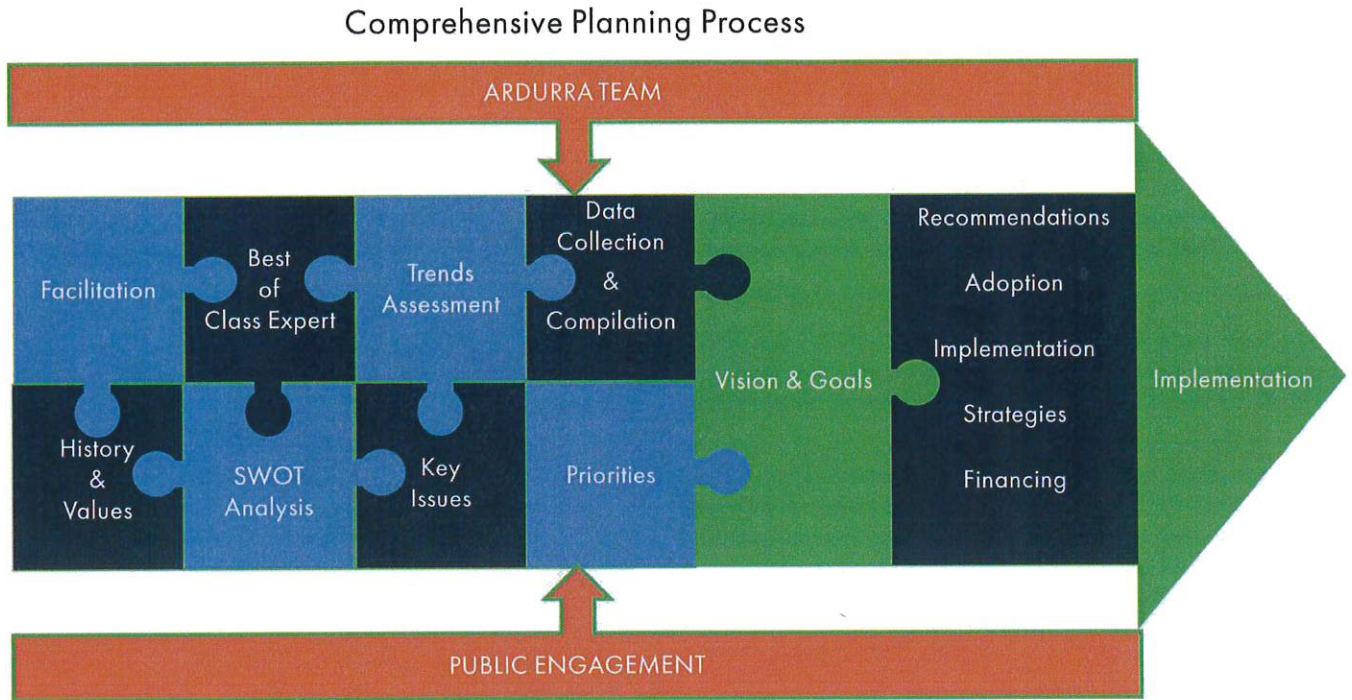 Comprehensive Planning Process
ARDURRA TEAM
Facilitation
Best
of
Class Expert
Trends
Assessment
Data
Collection
&
Compilation
History
&
Values
SWOT
Analysis
Key
Issues
Priorities
Vision & Goals
Recommendations
Adoption
Implementation
Strategies
Financing
Implementation
PUBLIC ENGAGEMENT